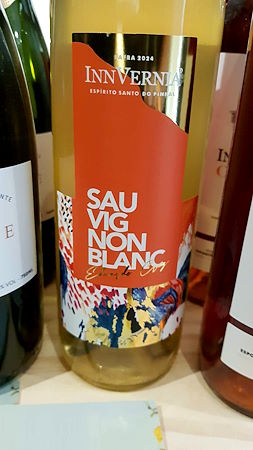 SAFRA 2024
INNVERNIA
ESPÍRITO SANTO DO PINHAL
SAU
VIG
NON
BLANC